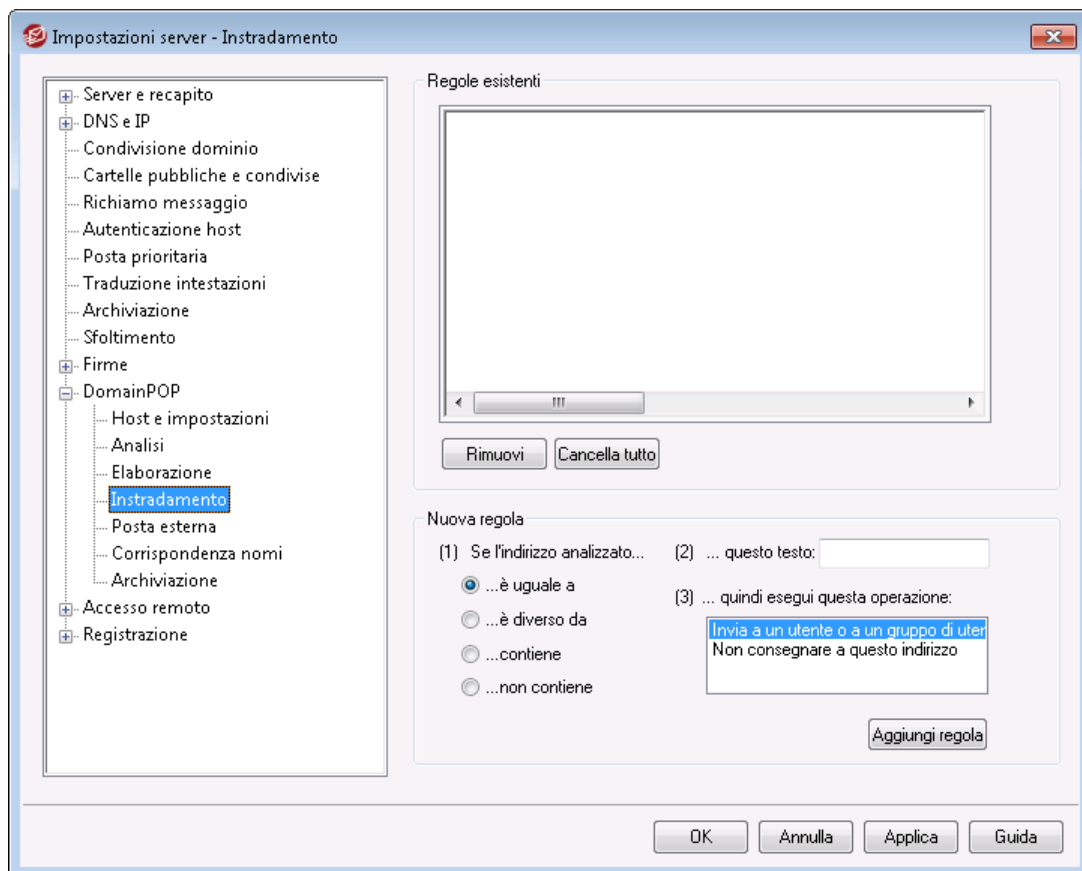 Impostazioni server - Instradamento
Server e recapito
DNS e IP
Condivisione dominio
Cartelle pubbliche e condivise
Richiamo messaggio
Autenticazione host
Posta prioritaria
Traduzione intestazioni
Archiviazione
Sfoltimento
Firme
DomainPOP
Host e impostazioni
Analisi
Elaborazione
Instradamento
Posta esterna
Corrispondenza nomi
Archiviazione
Accesso remoto
Registrazione
Regole esistenti
Rimuovi
Cancella tutto
Nuova regola
(1) Se l'indirizzo analizzato...
...è uguale a
...è diverso da
...contiene
...non contiene
(2) ... questo testo:
(3) ... quindi esegui questa operazione:
Invia a un utente o a un gruppo di uter
Non consegnare a questo indirizzo
Aggiungi regola
OK
Annulla
Applica
Guida